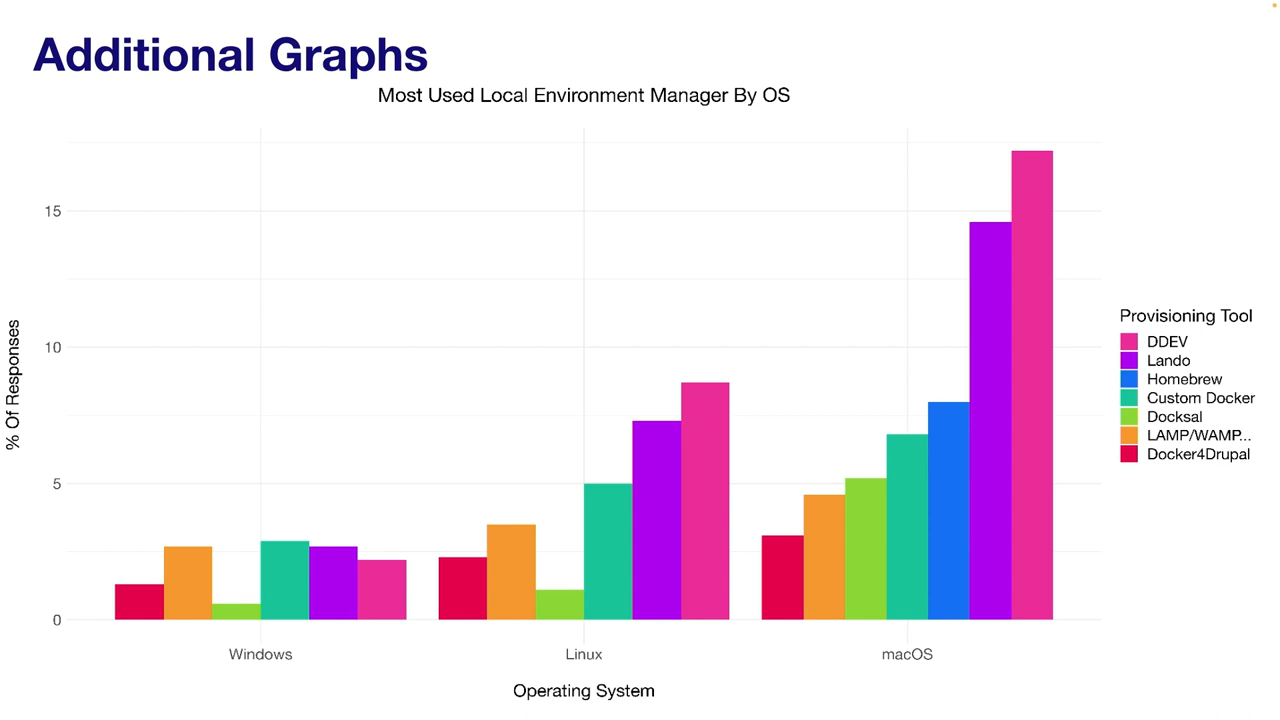 Additional Graphs
Most Used Local Environment Manager By OS
% Of Responses
15
10
5
0
Windows
Linux
macOS
Operating System
Provisioning Tool
DDEV
Lando
Homebrew
Custom Docker
Docksal
LAMP/WAMP...
Docker4Drupal